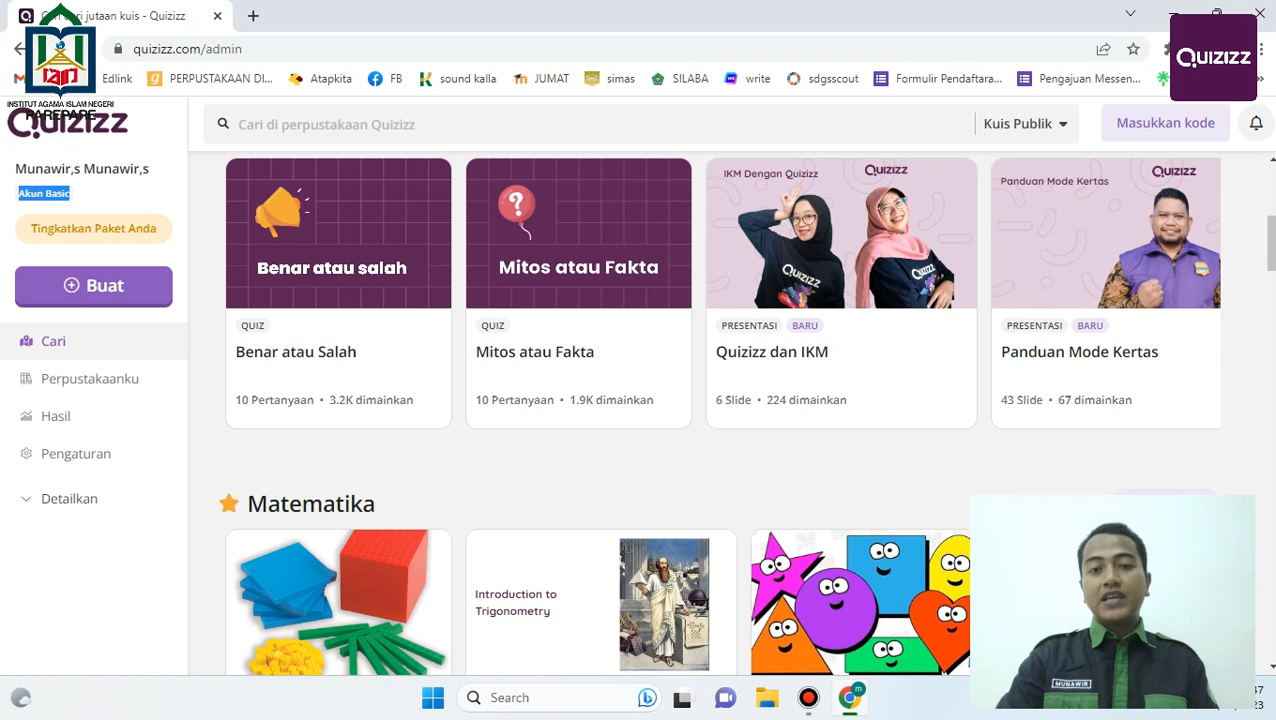 Cari dari jutaan kuis - Quizizz
quizizz.com/admin
Edlink
PERPUSTAKAAN DI...
Atapkita
FB
sound kalla
JUMAT
simas
SILABA
write
sdgsscout
Formulir Pendaftara...
Pengajuan Messen...
INSTITUT AGAMA ISLAM NEGERI
PAREPARE
QUIZIZZ
Quizizz
Cari di perpustakaan Quizizz
Kuis Publik
Masukkan kode
Munawir,s Munawir,s
Akun Basic
Tingkatkan Paket Anda
Buat
Cari
Perpustakaanku
Hasil
Pengaturan
Detailkan
Benar atau salah
QUIZ
Benar atau Salah
10 Pertanyaan • 3.2K dimainkan
Mitos atau Fakta
QUIZ
Mitos atau Fakta
10 Pertanyaan • 1.9K dimainkan
IKM Dengan Quizizz
QUIZIZZ
QUIZIZZ
PRESENTASI
BARU
Quizizz dan IKM
6 Slide • 224 dimainkan
Panduan Mode Kertas
QUIZIZZ
PRESENTASI
BARU
Panduan Mode Kertas
43 Slide • 67 dimainkan
Matematika
Introduction to
Trigonometry
MUNAWIR
Search